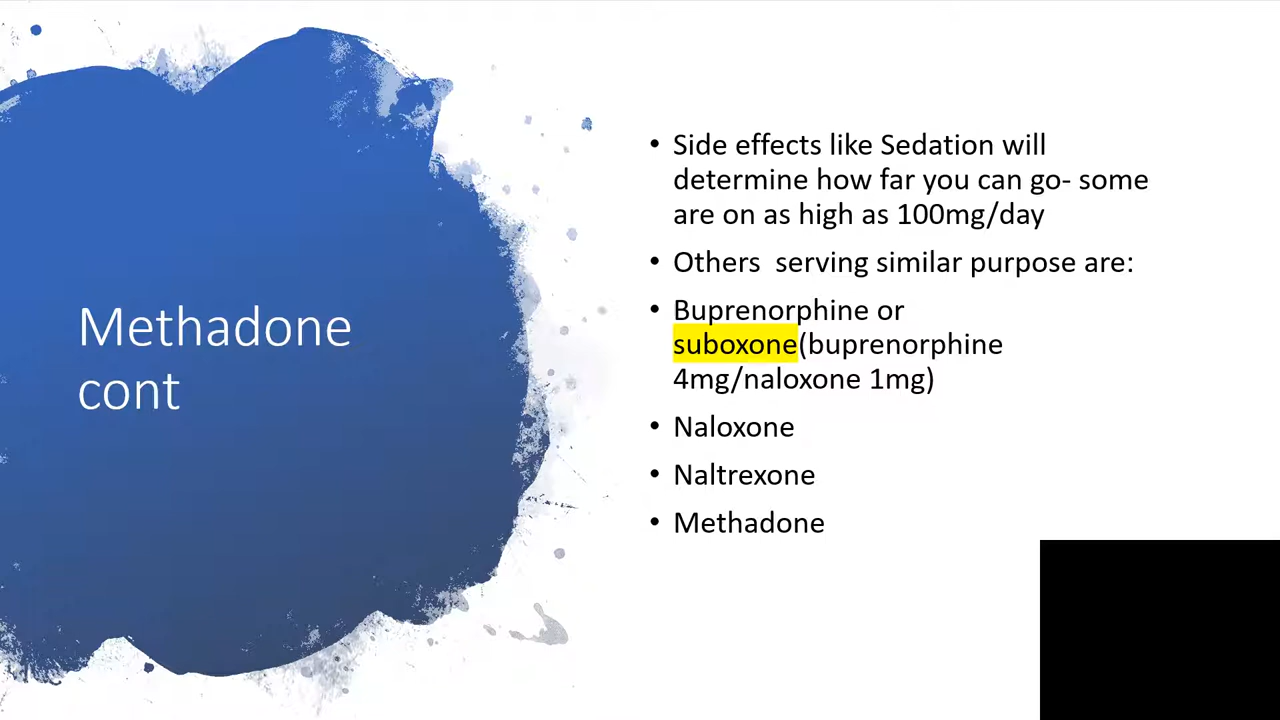 Methadone
cont
• Side effects like Sedation will
determine how far you can go- some
are on as high as 100mg/day
• Others  serving similar purpose are:
• Buprenorphine or
suboxone(buprenorphine
4mg/naloxone 1mg)
• Naloxone
• Naltrexone
• Methadone